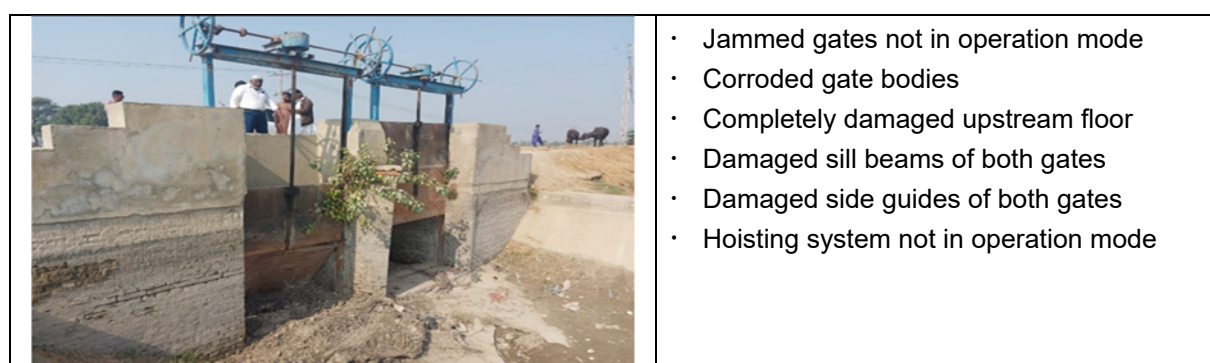 · Jammed gates not in operation mode
· Corroded gate bodies
· Completely damaged upstream floor
· Damaged sill beams of both gates
· Damaged side guides of both gates
· Hoisting system not in operation mode